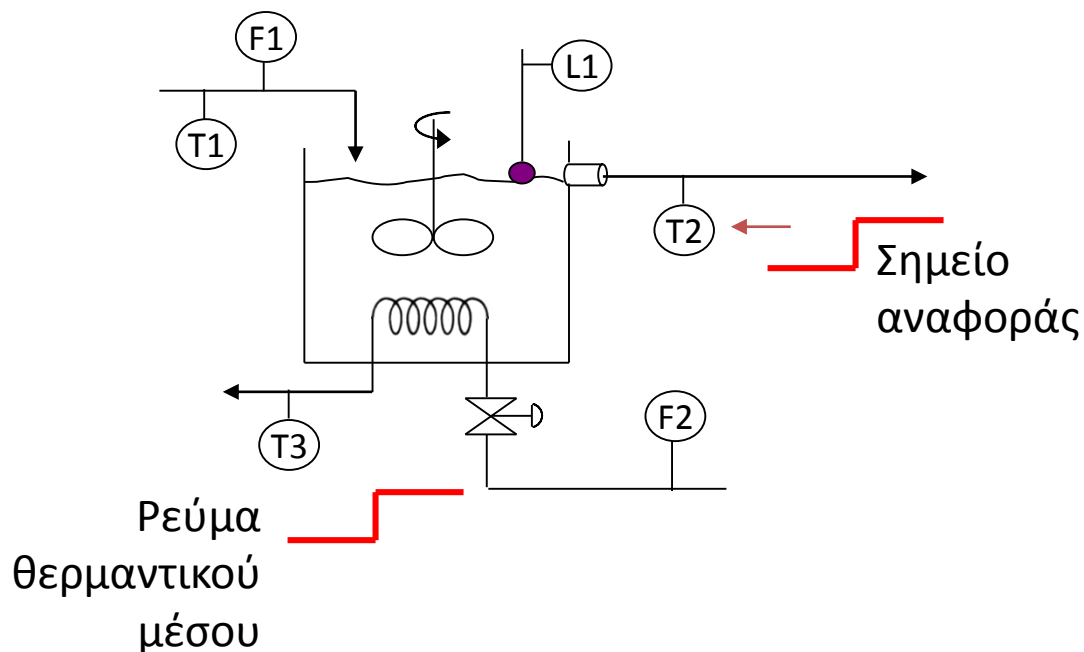 F1
L1
T1
T2
Σημείο
αναφοράς
F2
T3
Ρεύμα
θερμαντικού
μέσου